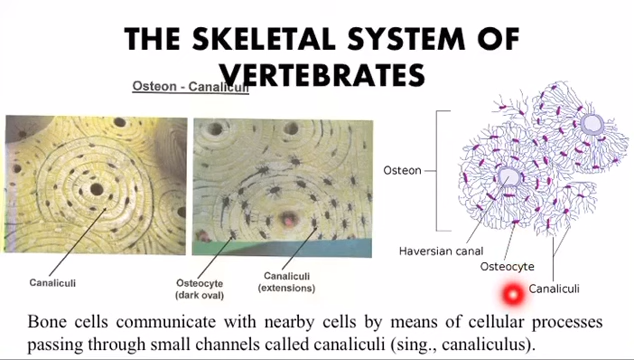 THE SKELETAL SYSTEM OF
VERTEBRATES
Osteon - Canaliculi
Osteon
Haversian canal
Osteocyte
Canaliculi
Canaliculi
Osteocyte
(dark oval)
Canaliculi
(extensions)
Bone cells communicate with nearby cells by means of cellular processes
passing through small channels called canaliculi (sing., canaliculus).